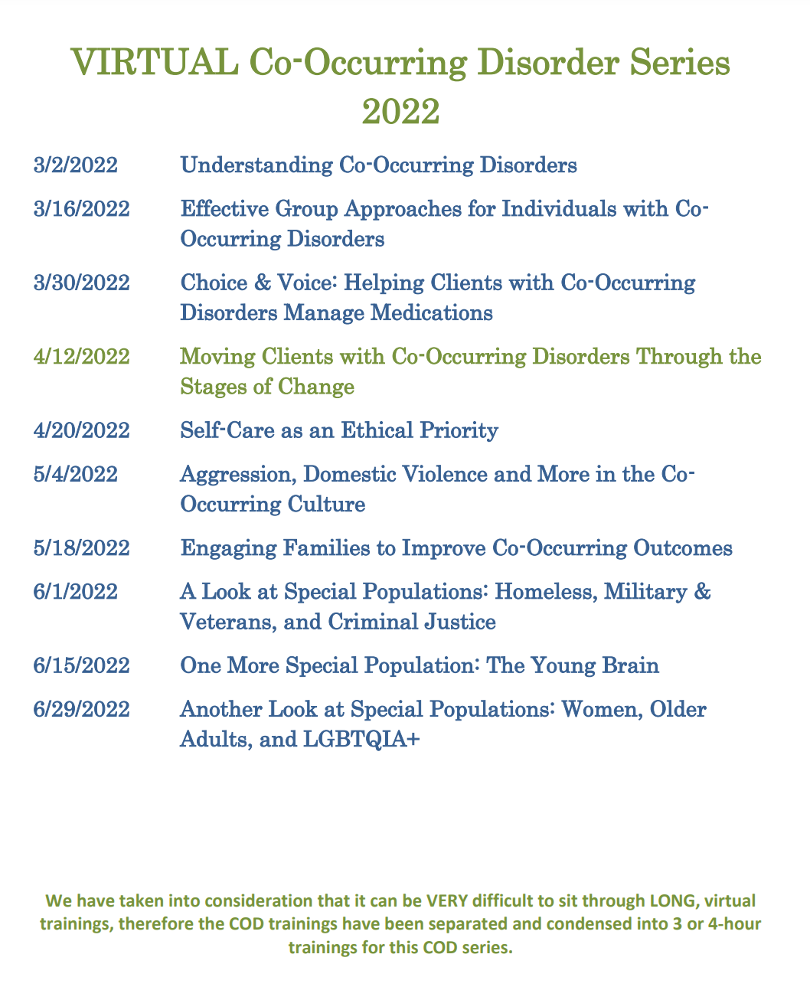 VIRTUAL Co-Occurring Disorder Series
2022
3/2/2022 Understanding Co-Occurring Disorders
3/16/2022 Effective Group Approaches for Individuals with Co-
Occurring Disorders
3/30/2022 Choice & Voice: Helping Clients with Co-Occurring
Disorders Manage Medications
4/12/2022 Moving Clients with Co-Occurring Disorders Through the
Stages of Change
4/20/2022 Self-Care as an Ethical Priority
5/4/2022 Aggression, Domestic Violence and More in the Co-
Occurring Culture
5/18/2022 Engaging Families to Improve Co-Occurring Outcomes
6/1/2022 A Look at Special Populations: Homeless, Military &
Veterans, and Criminal Justice
6/15/2022 One More Special Population: The Young Brain
6/29/2022 Another Look at Special Populations: Women, Older
Adults, and LGBTQIA+
We have taken into consideration that it can be VERY difficult to sit through LONG, virtual
trainings, therefore the COD trainings have been separated and condensed into 3 or 4-hour
trainings for this COD series.